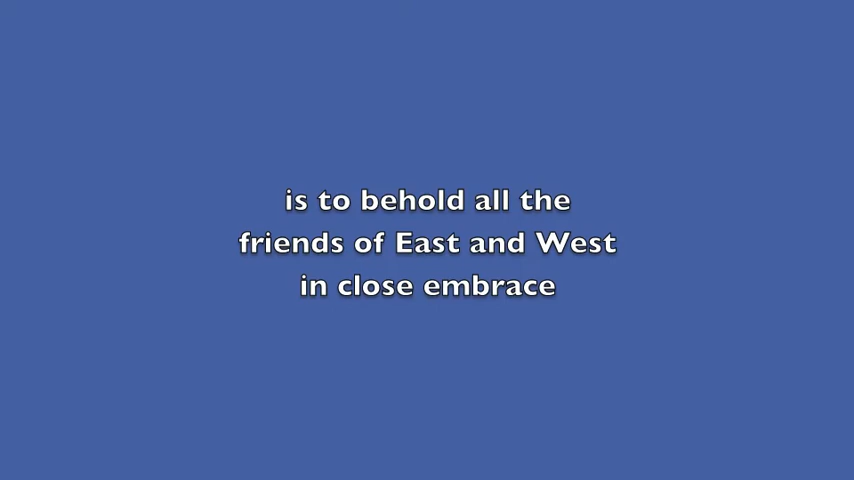 is to behold all the
friends of East and West
in close embrace